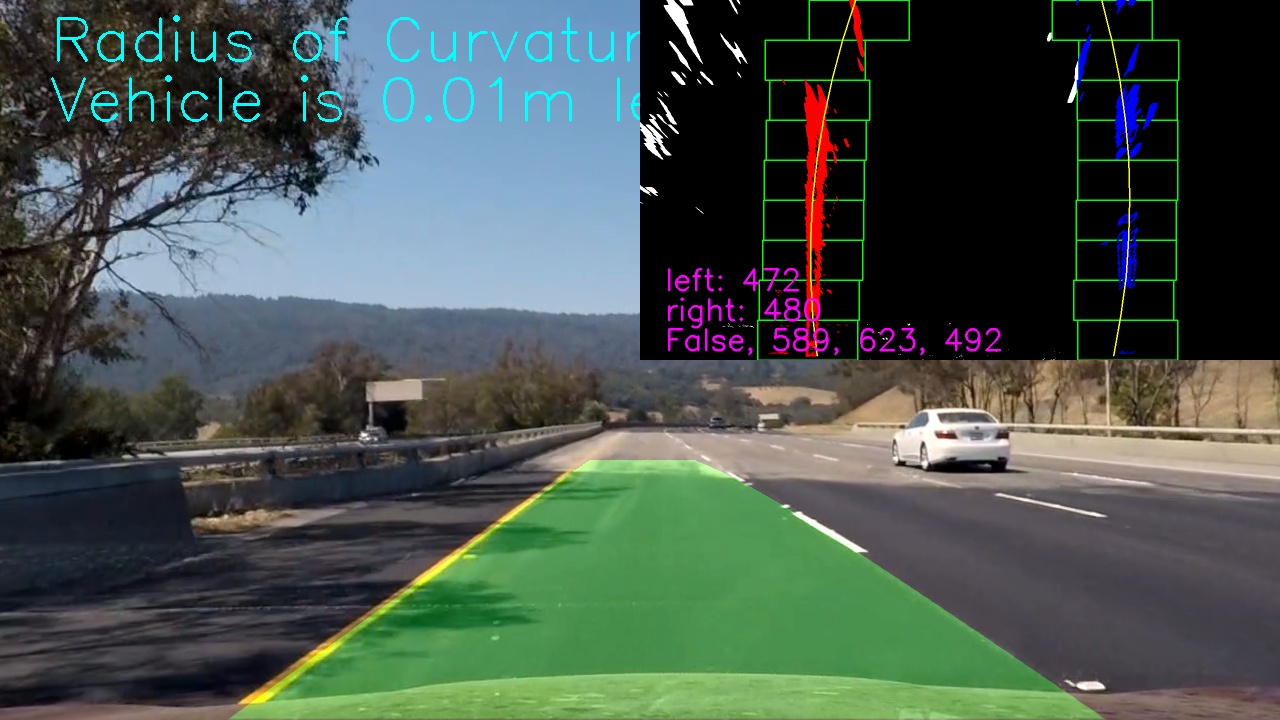 Radius of Curvatur
Vehicle is 0.01m le
left: 472
right: 480
False, 589, 623, 492